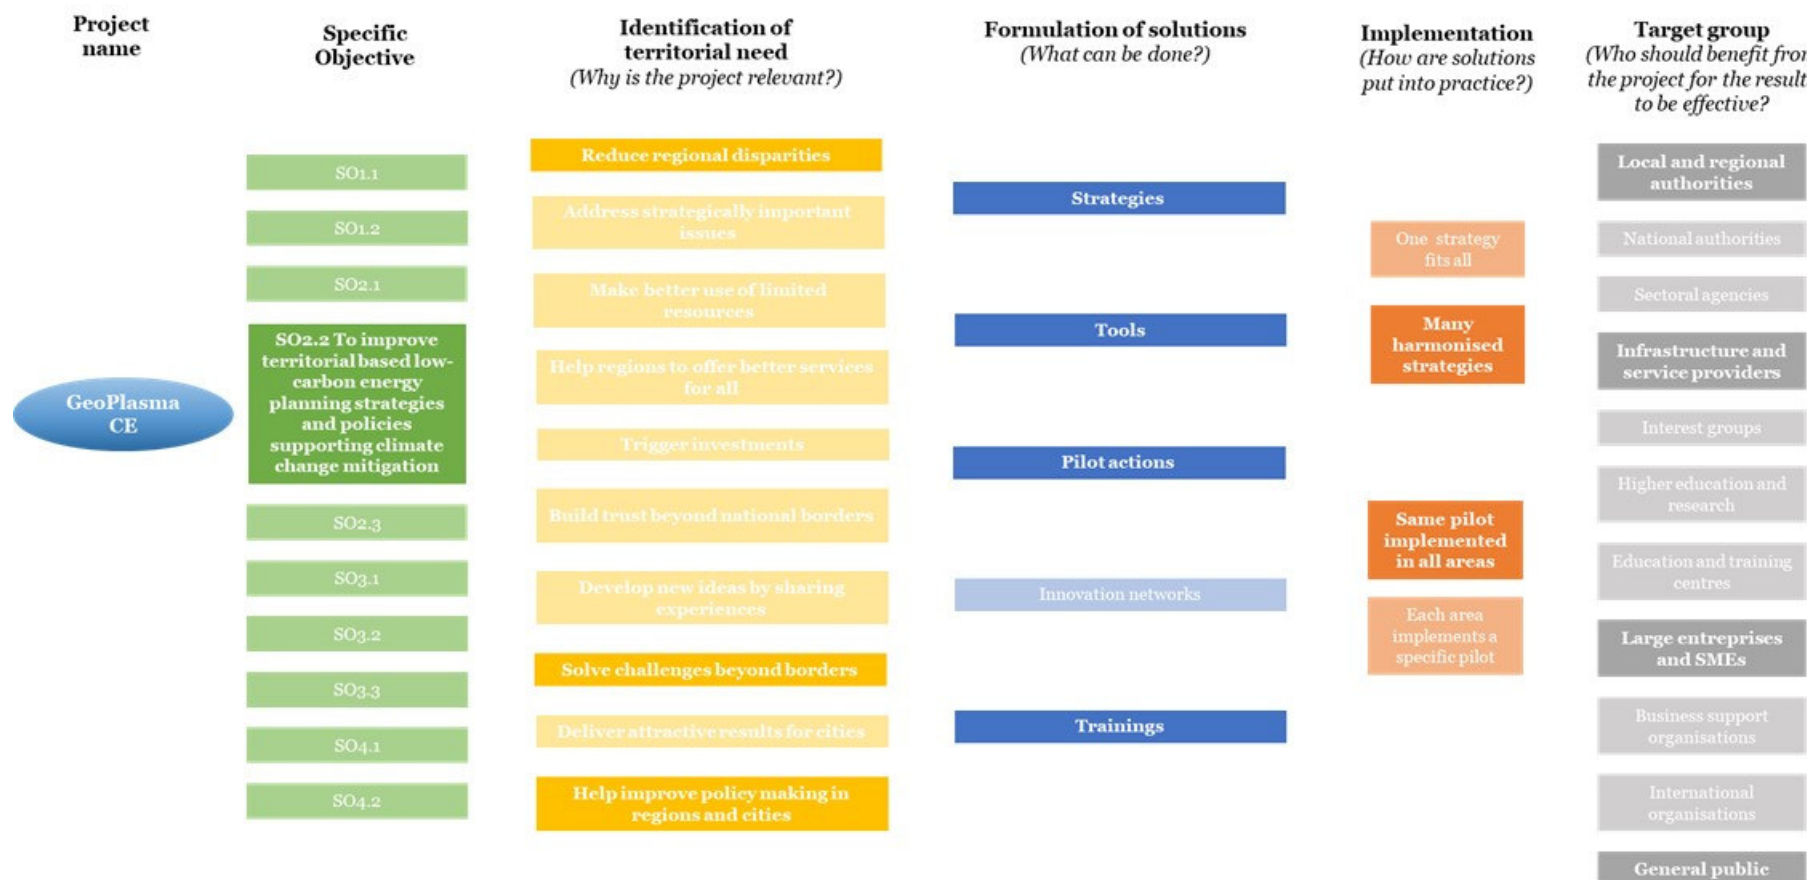 Project
name
Specific
Objective
Identification of
territorial need
(Why is the project relevant?)
Formulation of solutions
(What can be done?)
Implementation
(How are solutions
put into practice?)
Target group
(Who should benefit from
the project for the result
to be effective?
GeoPlasma
CE
SO1.1
SO1.2
SO2.1
SO2.2 To improve
territorial based low-
carbon energy
planning strategies
and policies
supporting climate
change mitigation
SO2.3
SO3.1
SO3.2
SO3.3
SO4.1
SO4.2
Reduce regional disparities
Address strategically important
issues
Make better use of limited
resources
Help regions to offer better services
for all
Trigger investments
Build trust beyond national borders
Develop new ideas by sharing
experiences
Solve challenges beyond borders
Deliver attractive results for cities
Help improve policy making in
regions and cities
Strategies
Tools
Pilot actions
Innovation networks
Trainings
One strategy
fits all
Many
harmonised
strategies
Same pilot
implemented
in all areas
Each area
implements a
specific pilot
Local and regional
authorities
National authorities
Sectoral agencies
Infrastructure and
service providers
Interest groups
Higher education and
research
Education and training
centres
Large entreprises
and SMEs
Business support
organisations
International
organisations
General public